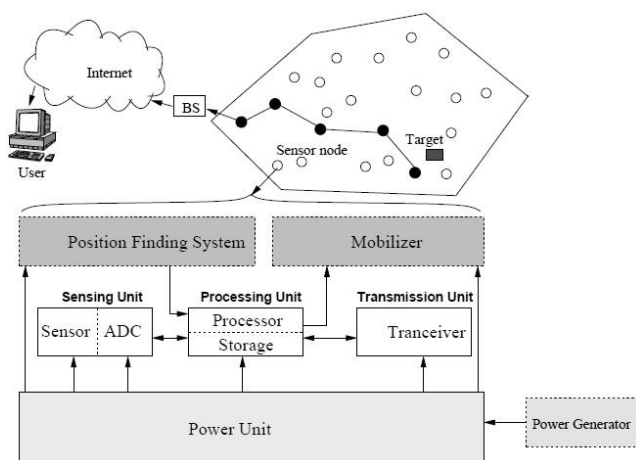 Internet
BS
User
Sensor node
Target
Position Finding System
Mobilizer
Sensing Unit
Processing Unit
Transmission Unit
Sensor
ADC
Processor
Storage
Tranceiver
Power Unit
Power Generator